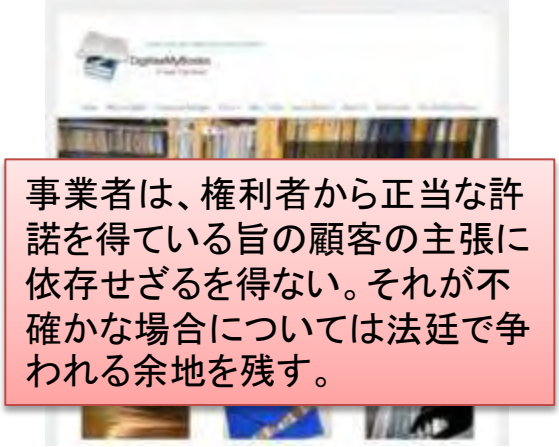 DigitiseMyBooks
事業者は、権利者から正当な許
諾を得ている旨の顧客の主張に
依存せざるを得ない。それが不
確かな場合については法廷で争
われる余地を残す。